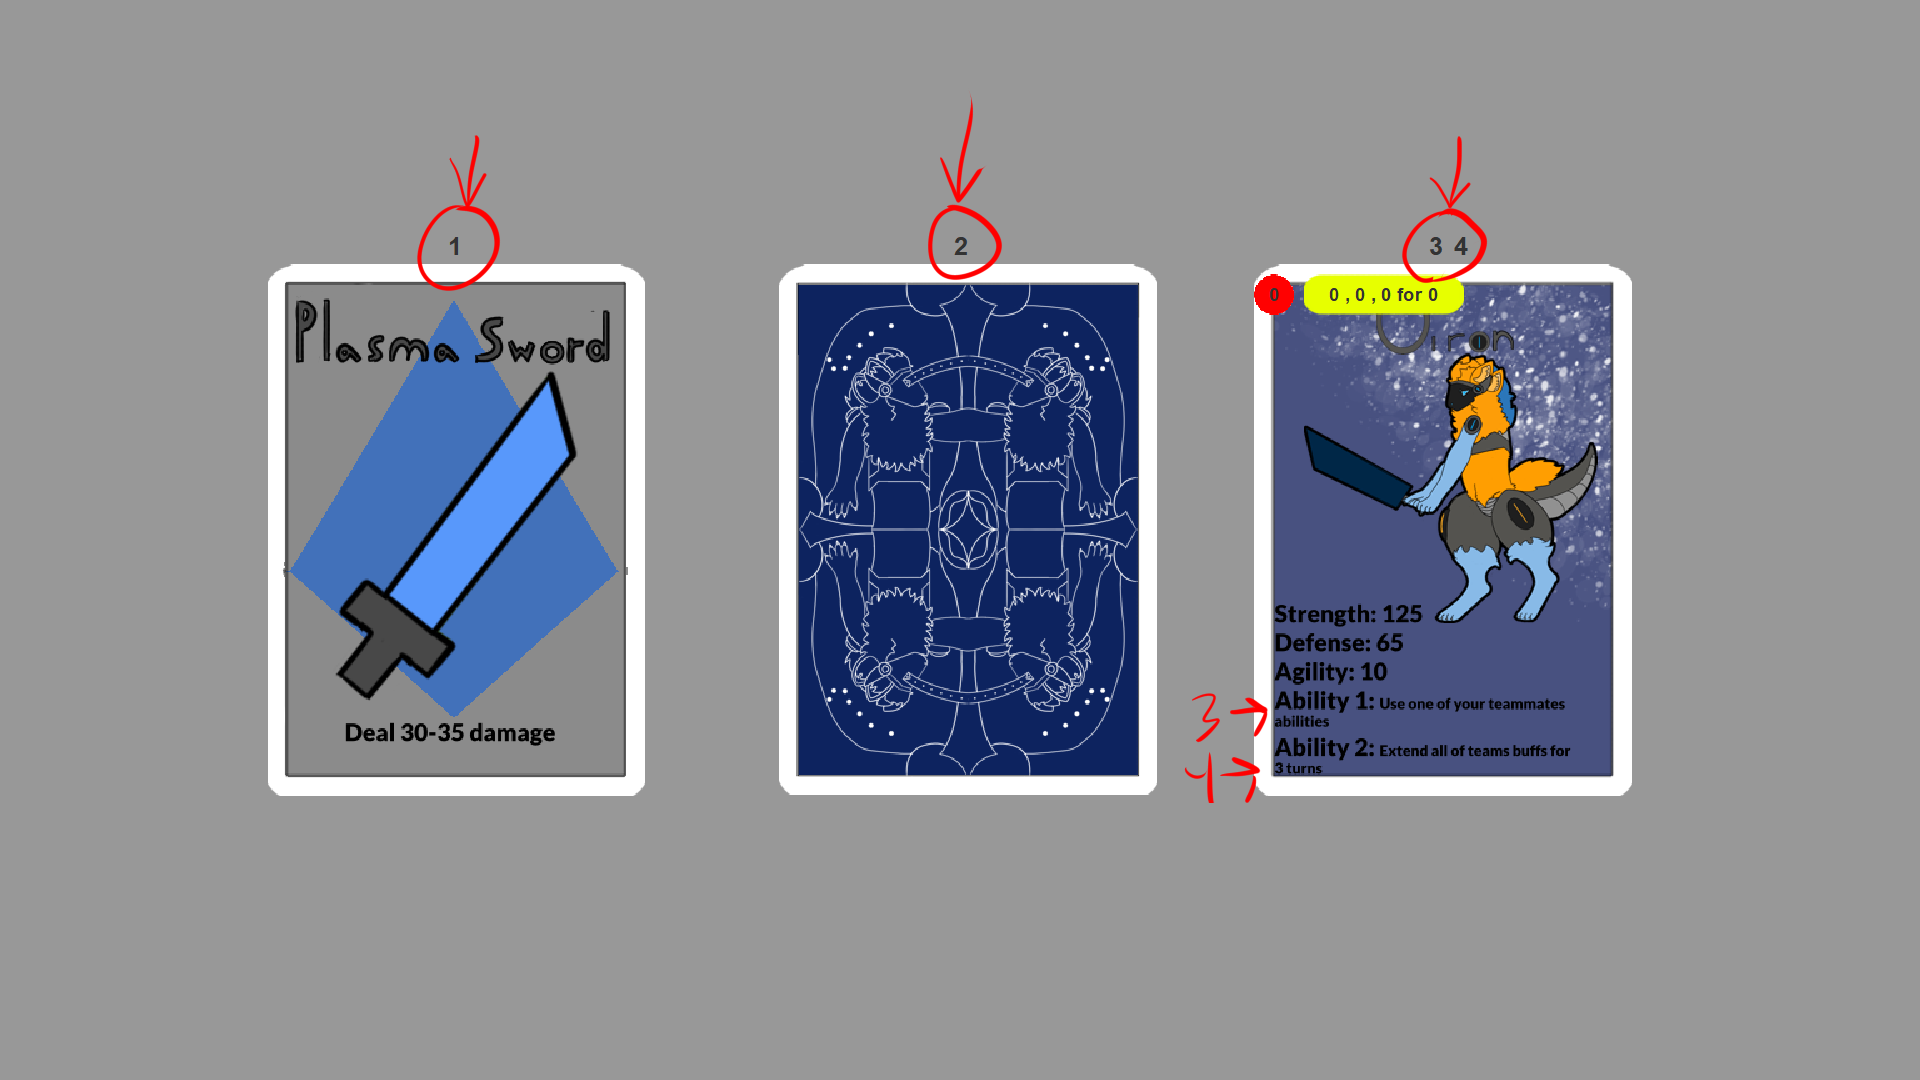 1
2
3 4
Plasma Sword
Deal 30-35 damage
0
0 , 0 , 0 for 0
Strength: 125
Defense: 65
Agility: 10
3
Ability 1: Use one of your teammates
abilities
4
Ability 2: Extend all of teams buffs for
3 turns